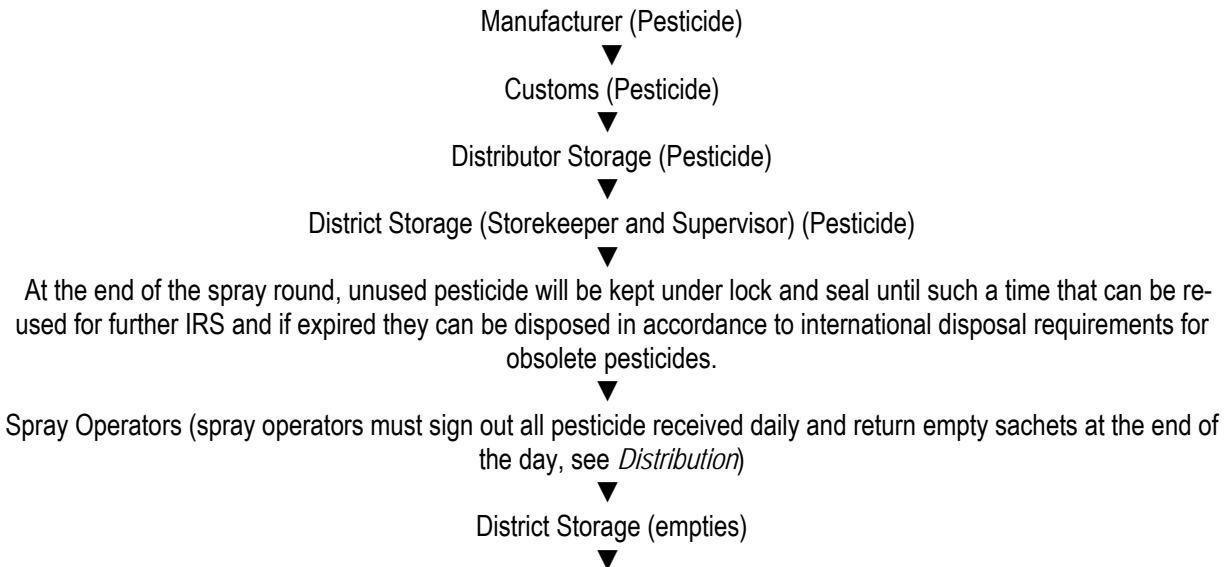 Manufacturer (Pesticide)
▼
Customs (Pesticide)
▼
Distributor Storage (Pesticide)
▼
District Storage (Storekeeper and Supervisor) (Pesticide)
▼
At the end of the spray round, unused pesticide will be kept under lock and seal until such a time that can be re-
used for further IRS and if expired they can be disposed in accordance to international disposal requirements for
obsolete pesticides.
▼
Spray Operators (spray operators must sign out all pesticide received daily and return empty sachets at the end of
the day, see Distribution)
▼
District Storage (empties)
▼